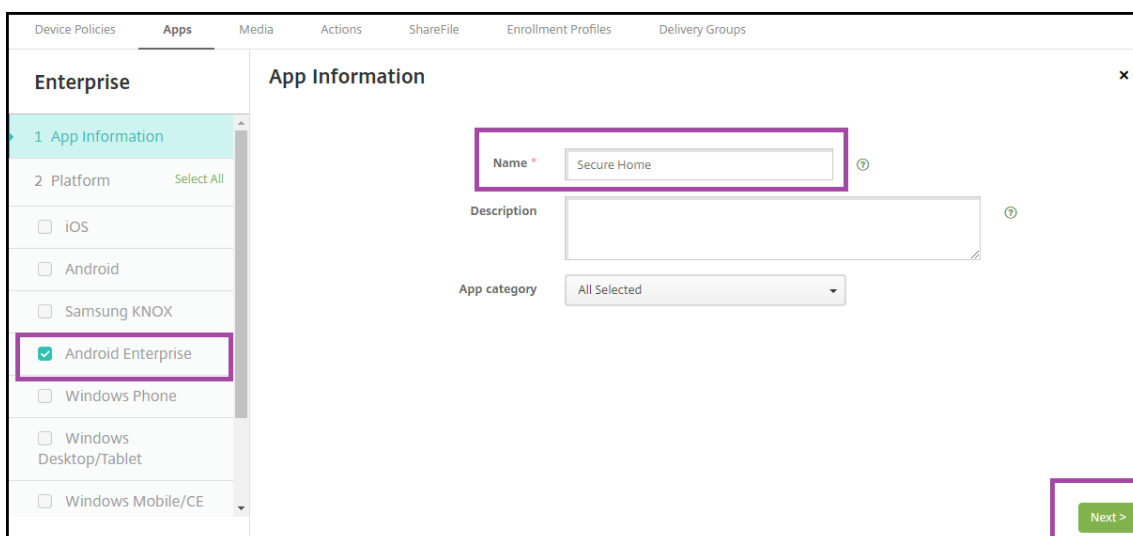 Device Policies Apps Media Actions ShareFile Enrollment Profiles Delivery Groups
Enterprise
1 App Information
2 Platform Select All
iOS
Android
Samsung KNOX
Android Enterprise
Windows Phone
Windows
Desktop/Tablet
Windows Mobile/CE
App Information ×
Name * Secure Home ?
Description ?
App category All Selected
Next >